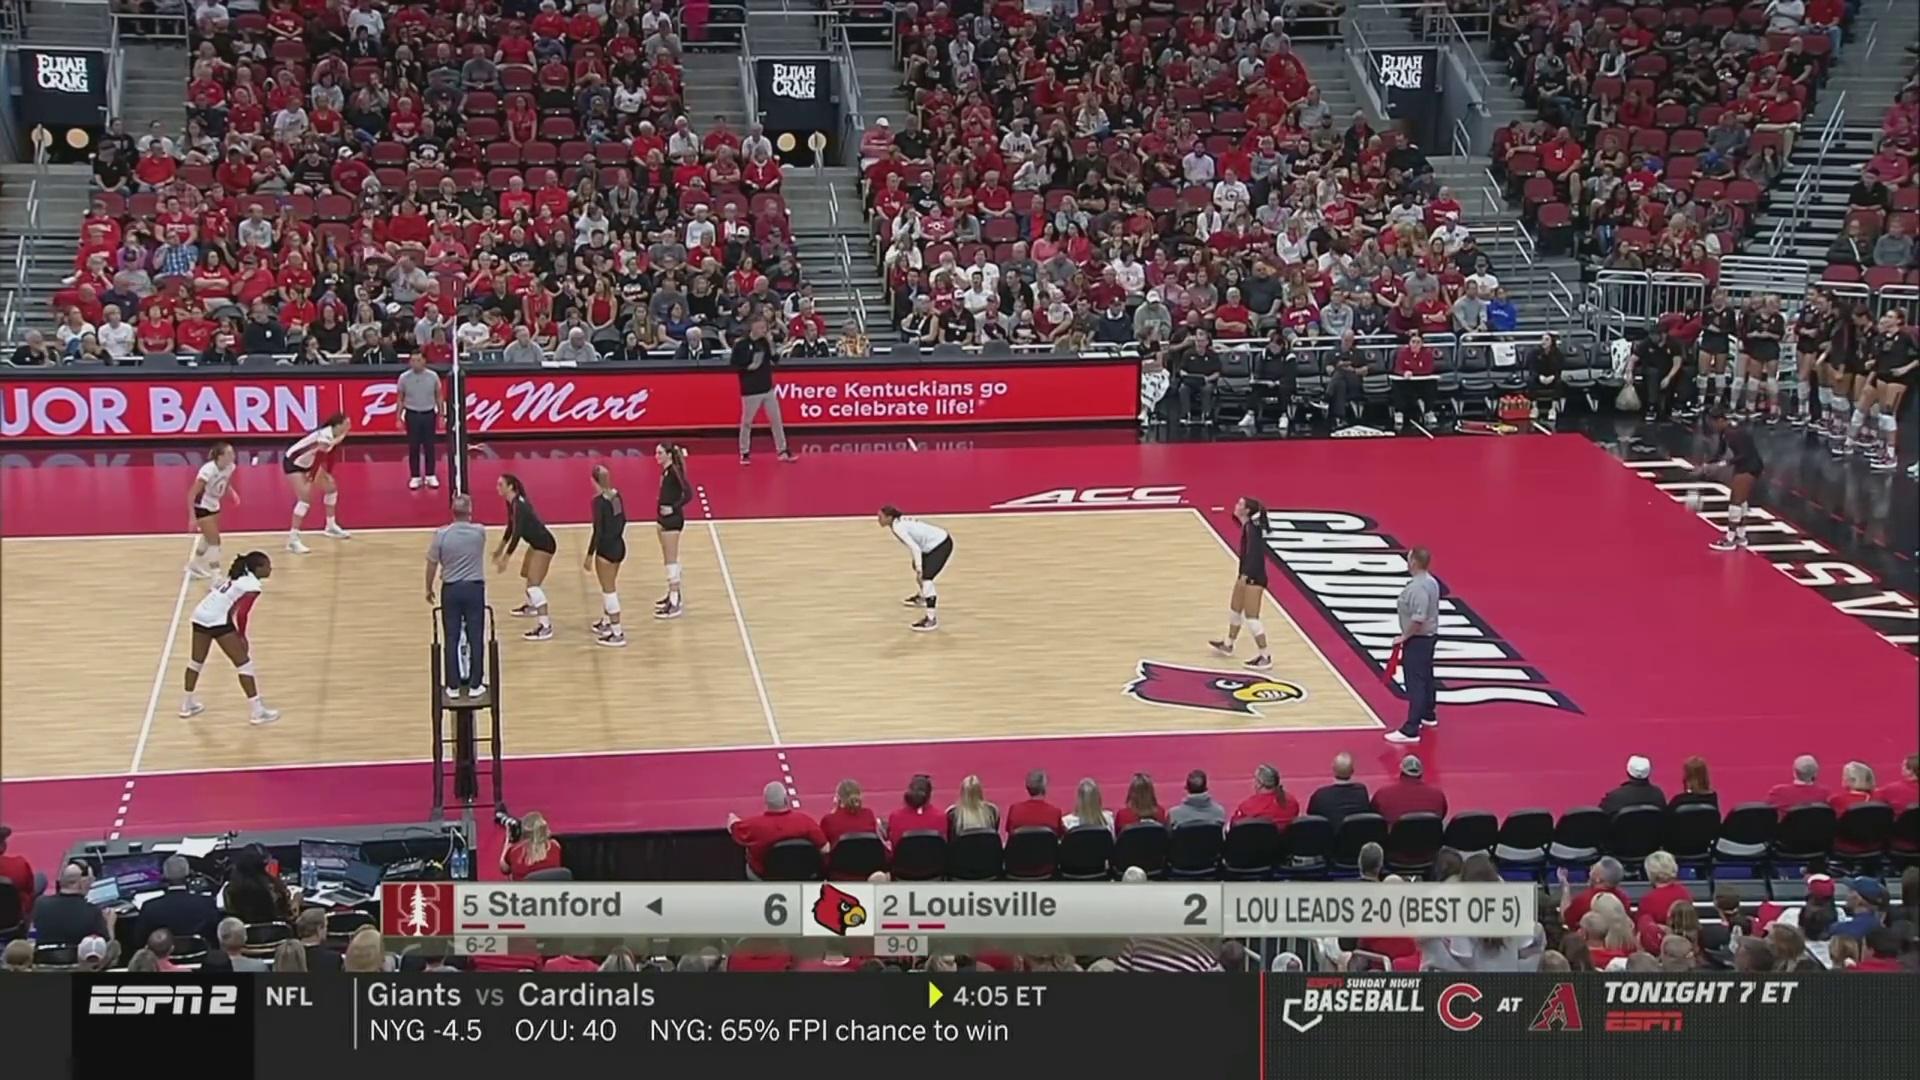 ELIJAH
CRAIG
ELIJAH
CRAIG
ELIJAH
CRAIG
UOR BARN
Party Mart
Where Kentuckians go
to celebrate life!
ACC
CARDINALS
5 Stanford ◄ 6
6-2
2 Louisville 2
9-0
LOU LEADS 2-0 (BEST OF 5)
ESPN2
NFL
Giants vs Cardinals
4:05 ET
NYG -4.5 O/U: 40 NYG: 65% FPI chance to win
ESPN SUNDAY NIGHT
BASEBALL
C AT A
TONIGHT 7 ET
ESPN